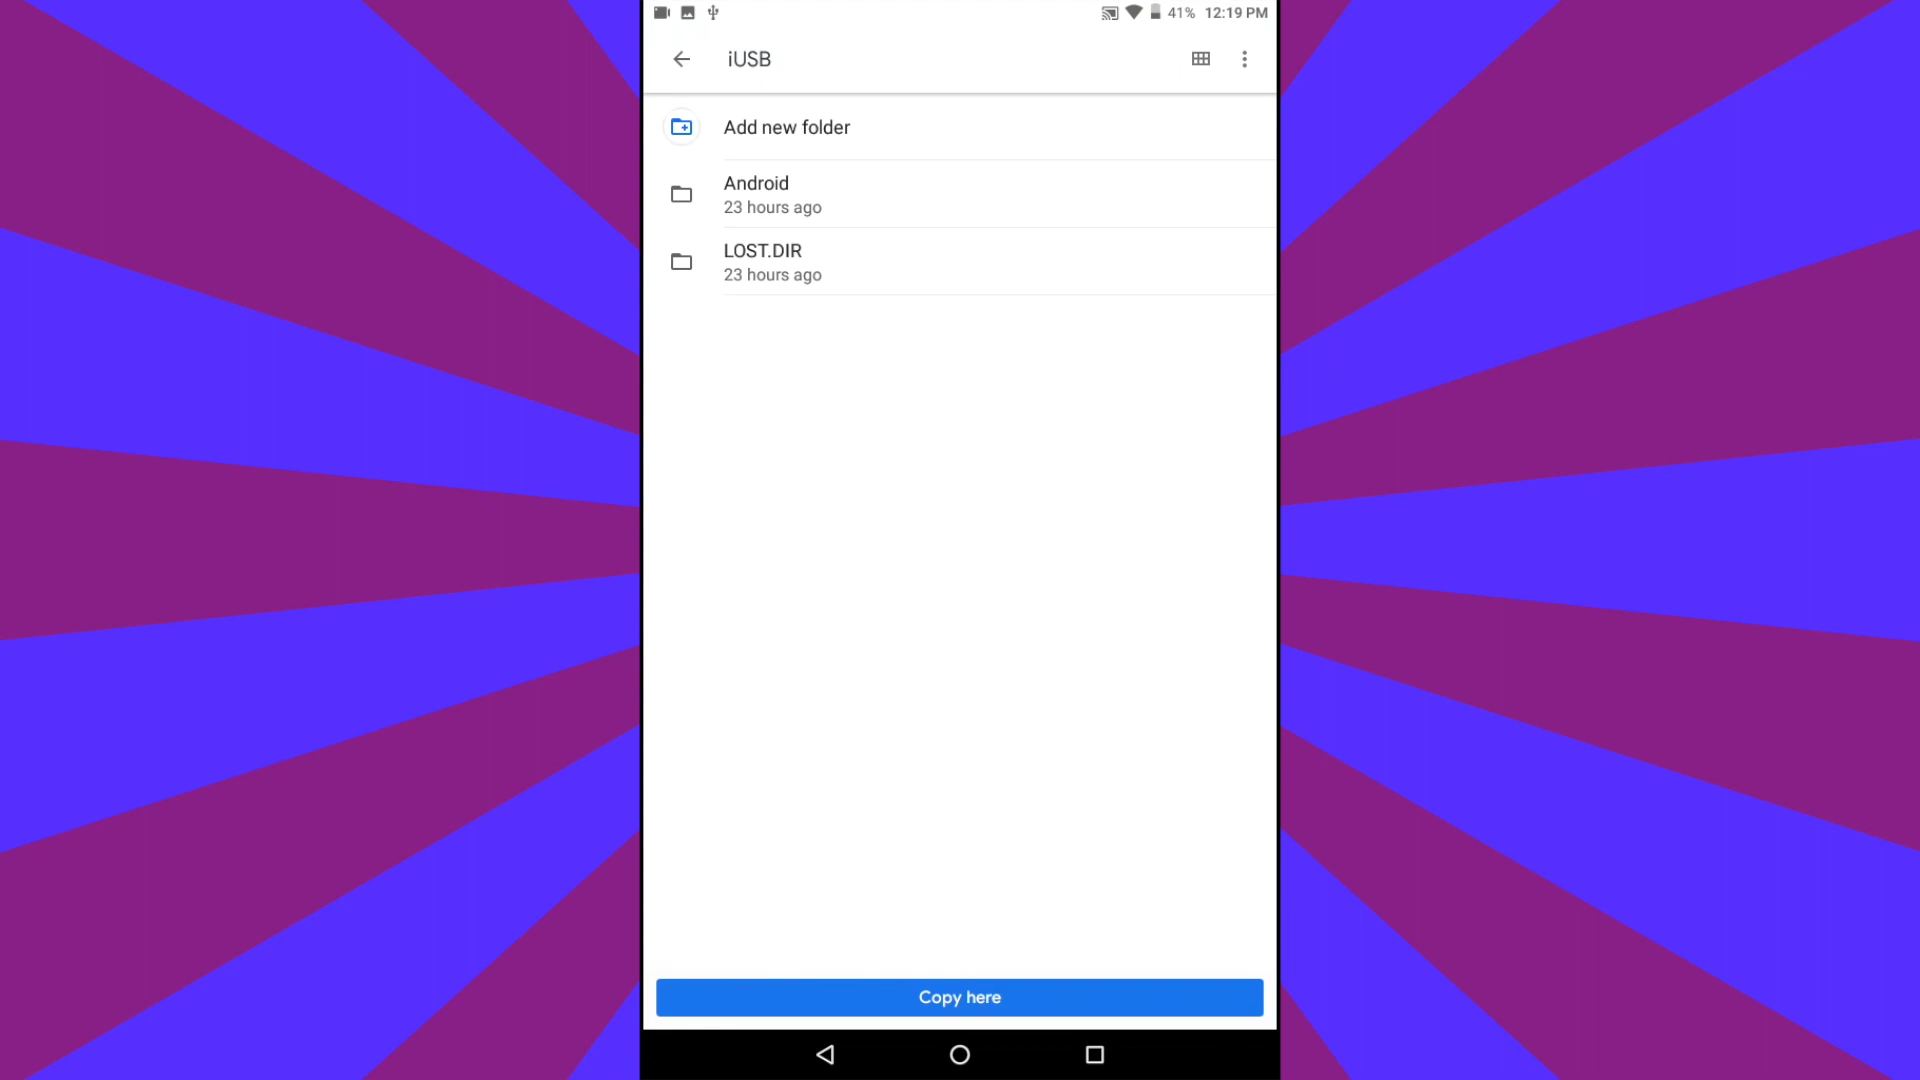 41% 12:19 PM
iUSB
Add new folder
Android
23 hours ago
LOST.DIR
23 hours ago
Copy here